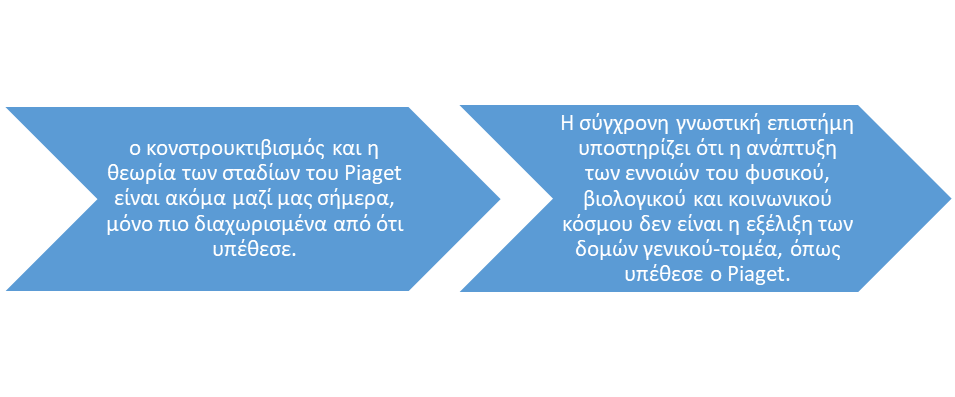 ο κονστρουκτιβισμός και η
θεωρία των σταδίων του Piaget
είναι ακόμα μαζί μας σήμερα,
μόνο πιο διαχωρισμένα από ότι
υπέθεσε.
Η σύγχρονη γνωστική επιστήμη
υποστηρίζει ότι η ανάπτυξη
των εννοιών του φυσικού,
βιολογικού και κοινωνικού
κόσμου δεν είναι η εξέλιξη των
δομών γενικού-τομέα, όπως
υπέθεσε ο Piaget.